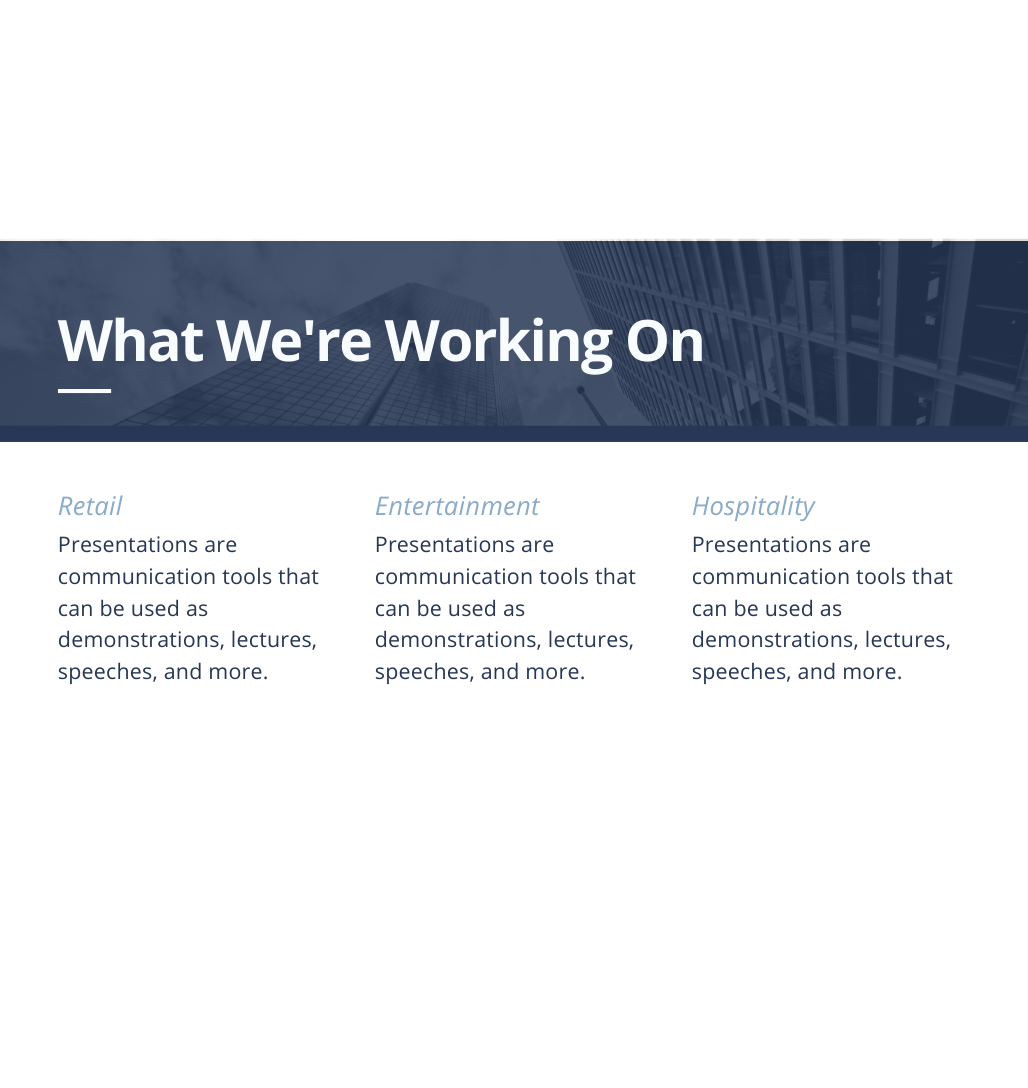 What We're Working On
Retail
Presentations are
communication tools that
can be used as
demonstrations, lectures,
speeches, and more.
Entertainment
Presentations are
communication tools that
can be used as
demonstrations, lectures,
speeches, and more.
Hospitality
Presentations are
communication tools that
can be used as
demonstrations, lectures,
speeches, and more.